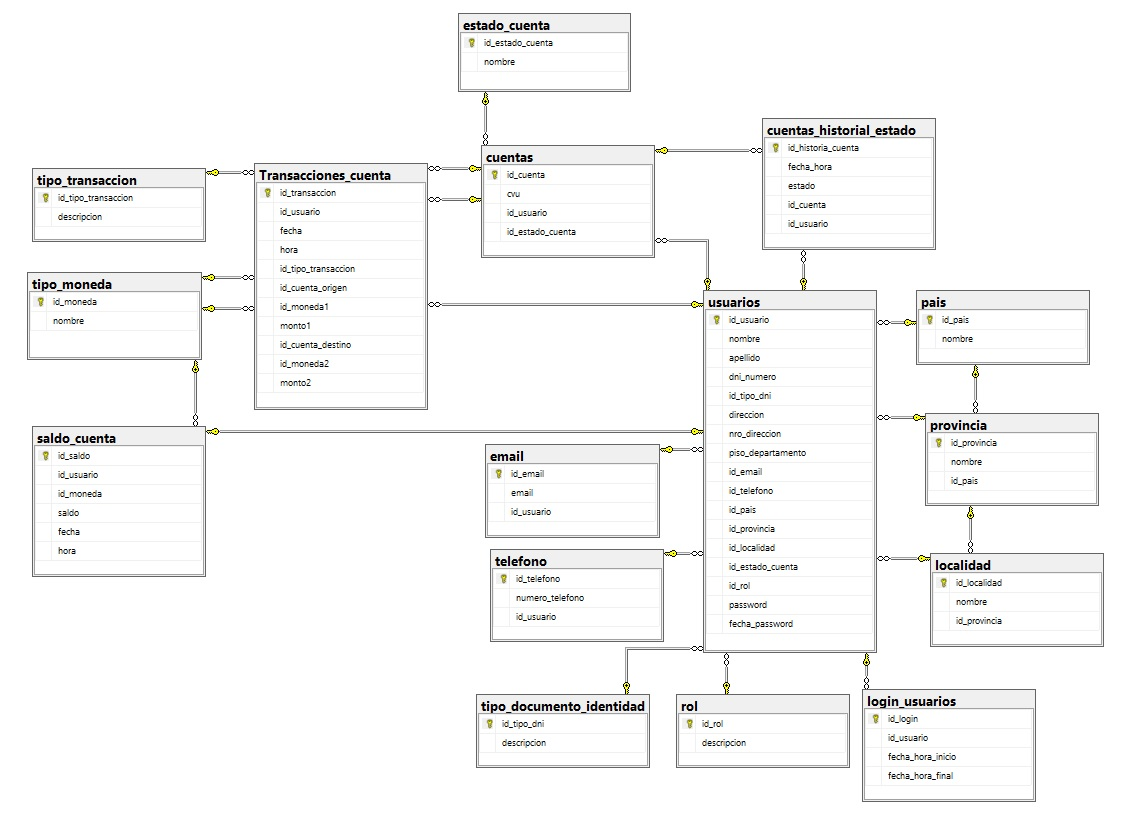 estado_cuenta
id_estado_cuenta
nombre
cuentas_historial_estado
id_historia_cuenta
fecha_hora
estado
id_cuenta
id_usuario
cuentas
id_cuenta
cvu
id_usuario
id_estado_cuenta
Transacciones_cuenta
id_transaccion
id_usuario
fecha
hora
id_tipo_transaccion
id_cuenta_origen
id_moneda1
monto1
id_cuenta_destino
id_moneda2
monto2
tipo_transaccion
id_tipo_transaccion
descripcion
tipo_moneda
id_moneda
nombre
usuarios
id_usuario
nombre
apellido
dni_numero
id_tipo_dni
direccion
nro_direccion
piso_departamento
id_email
id_telefono
id_pais
id_provincia
id_localidad
id_estado_cuenta
id_rol
password
fecha_password
pais
id_pais
nombre
provincia
id_provincia
nombre
id_pais
saldo_cuenta
id_saldo
id_usuario
id_moneda
saldo
fecha
hora
email
id_email
email
id_usuario
telefono
id_telefono
numero_telefono
id_usuario
localidad
id_localidad
nombre
id_provincia
tipo_documento_identidad
id_tipo_dni
descripcion
rol
id_rol
descripcion
login_usuarios
id_login
id_usuario
fecha_hora_inicio
fecha_hora_final